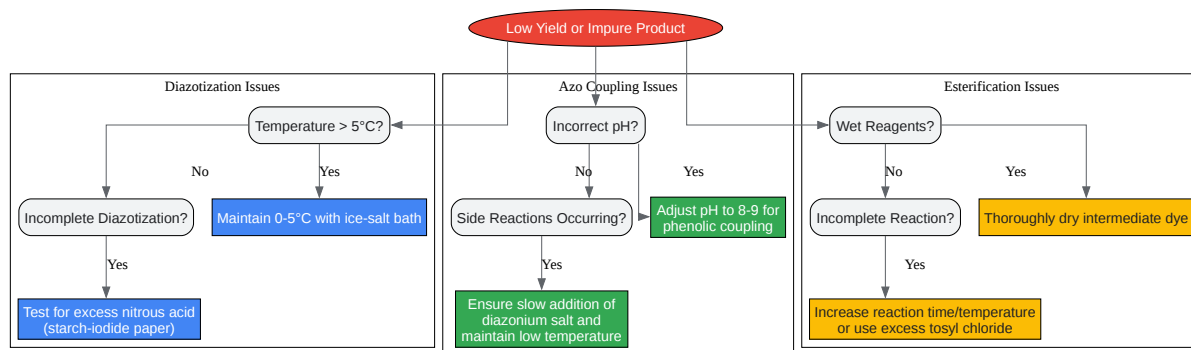 Low Yield or Impure Product
Diazotization Issues
Azo Coupling Issues
Esterification Issues
Temperature > 5°C?
Incorrect pH?
Wet Reagents?
No
Yes
No
Yes
No
Yes
Incomplete Diazotization?
Maintain 0-5°C with ice-salt bath
Side Reactions Occurring?
Adjust pH to 8-9 for
phenolic coupling
Incomplete Reaction?
Thoroughly dry intermediate dye
Yes
Yes
Yes
Test for excess nitrous acid
(starch-iodide paper)
Ensure slow addition of
diazonium salt and
maintain low temperature
Increase reaction time/temperature
or use excess tosyl chloride